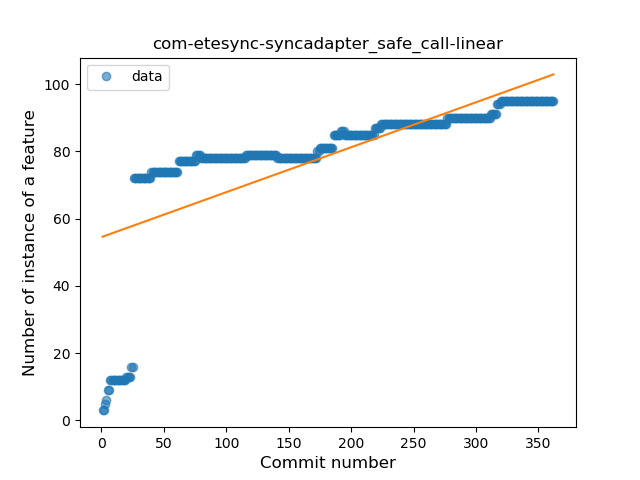 com-etesync-syncadapter_safe_call-linear
data
Number of instance of a feature
100
80
60
40
20
0
0 50 100 150 200 250 300 350
Commit number